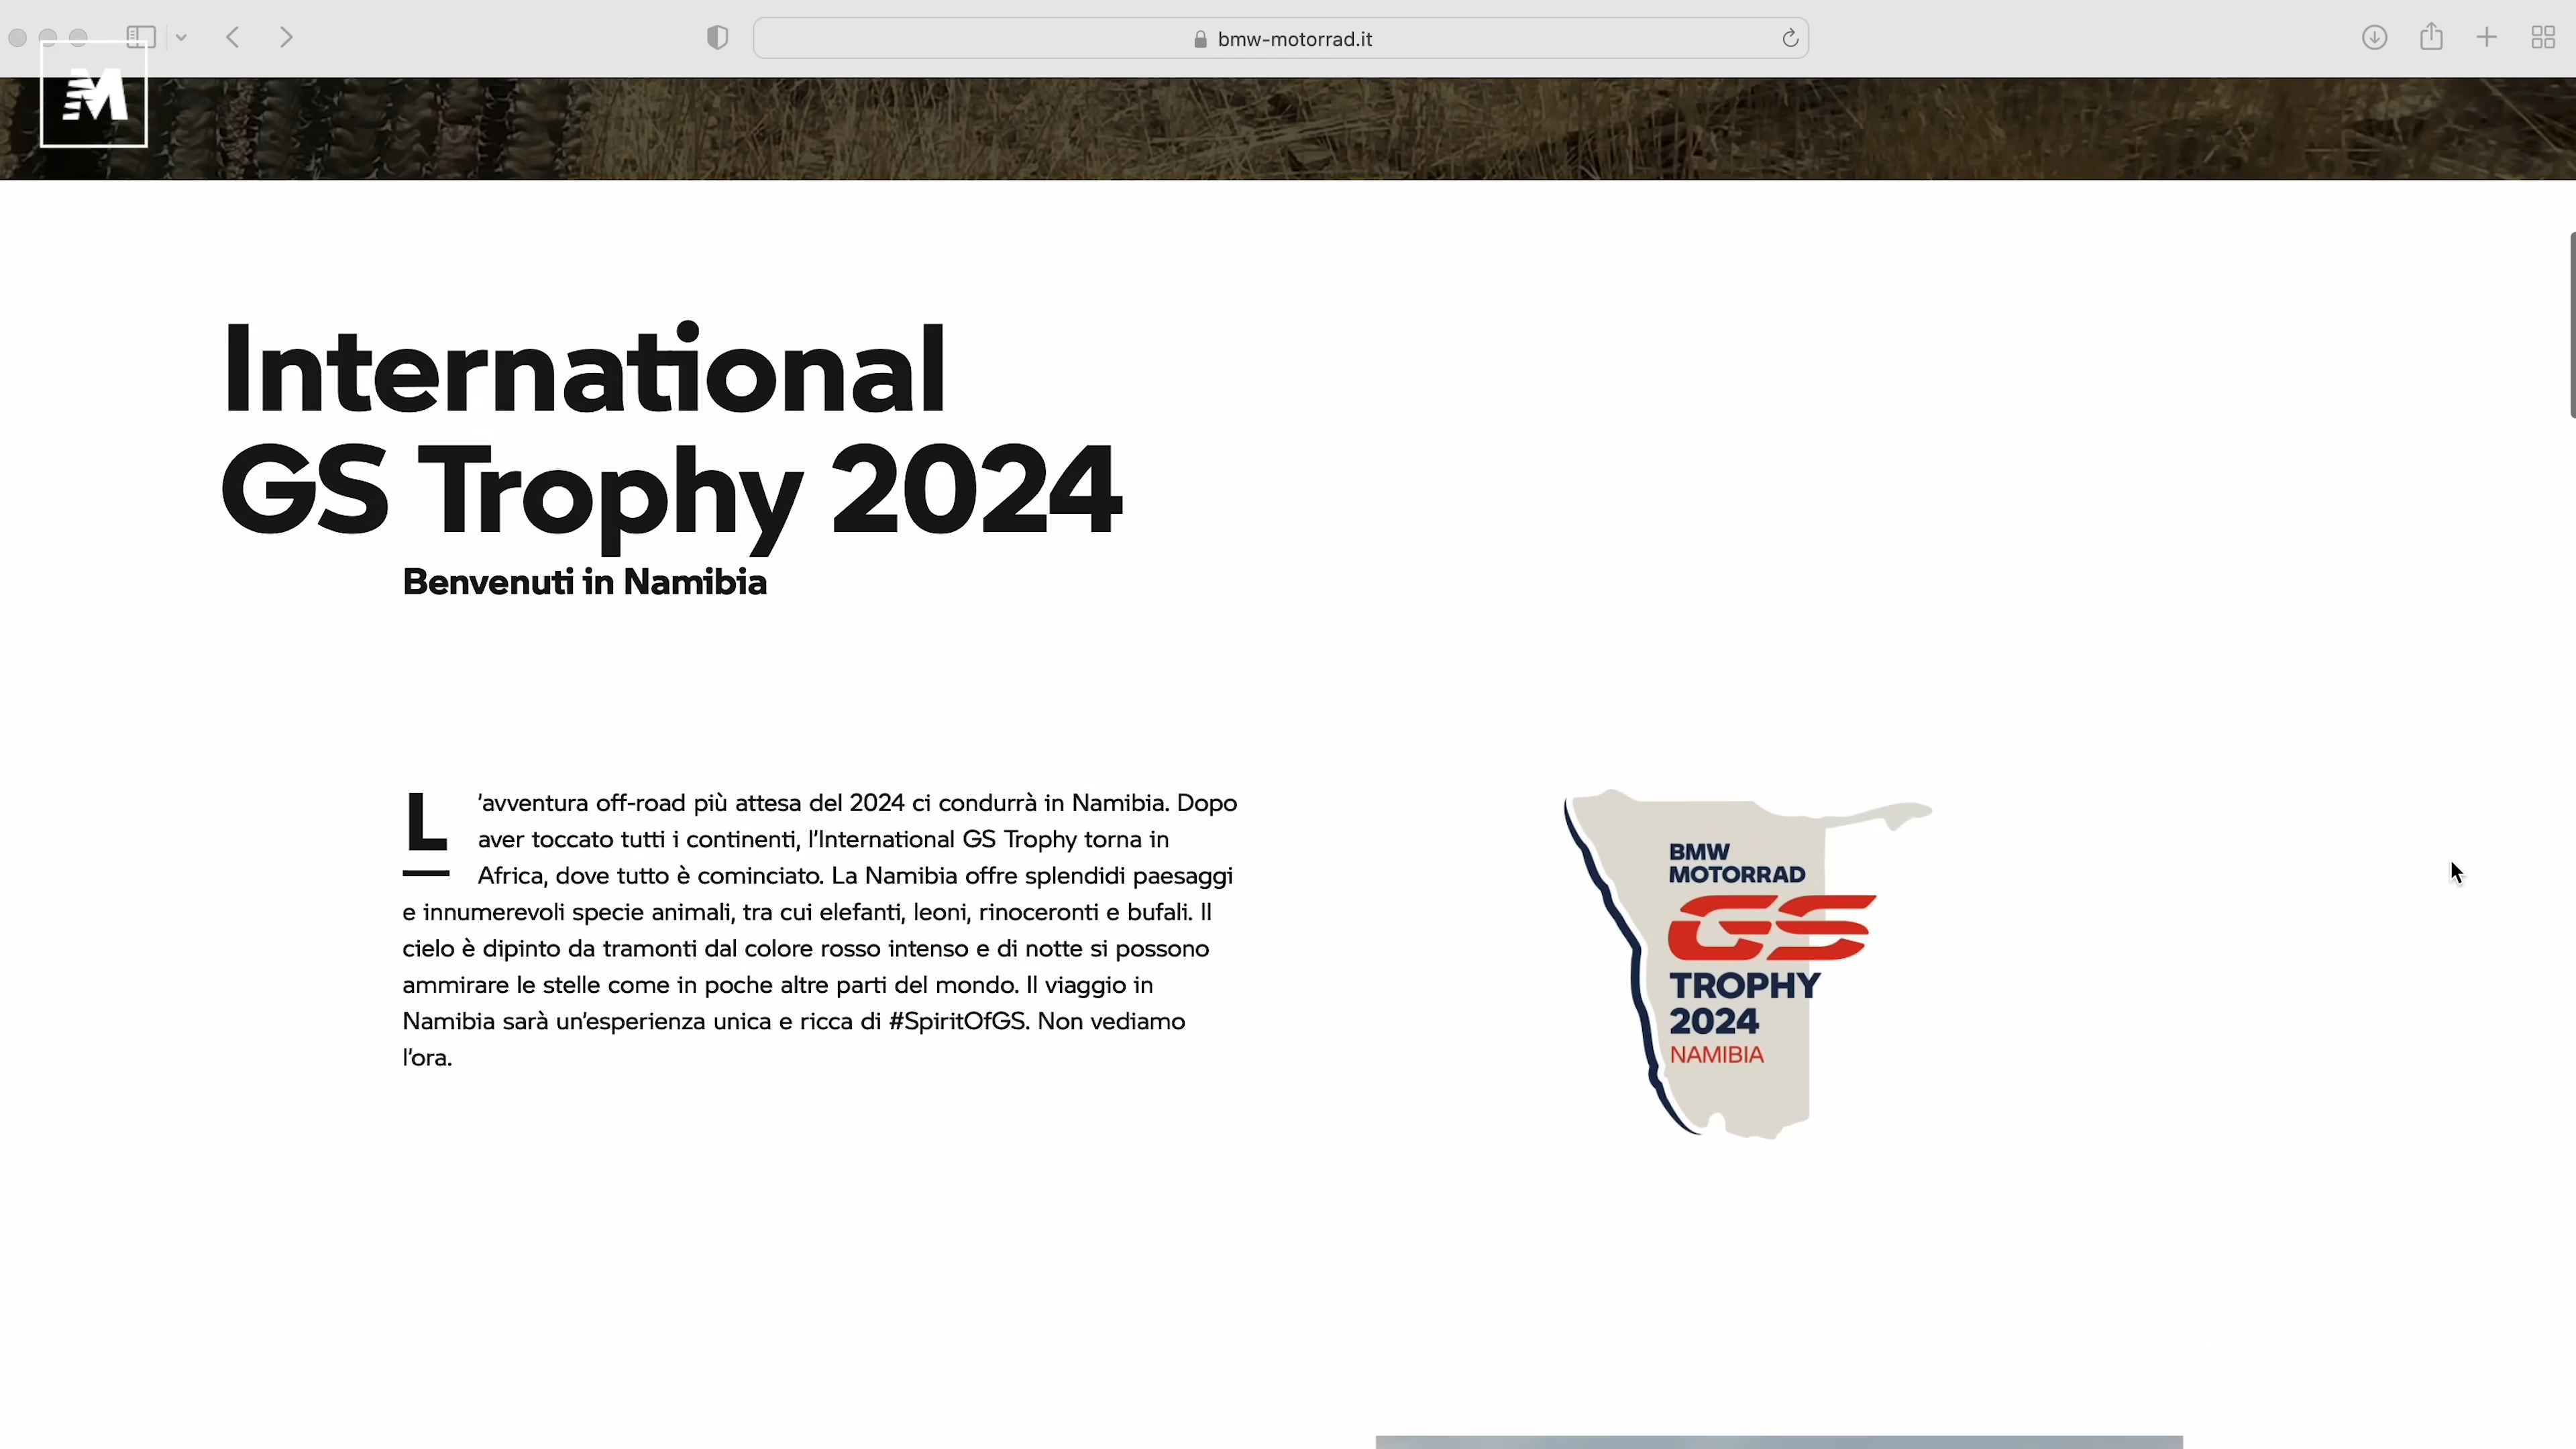 bmw-motorrad.it
M
International
GS Trophy 2024
Benvenuti in Namibia
L'avventura off-road più attesa del 2024 ci condurrà in Namibia. Dopo
aver toccato tutti i continenti, l'International GS Trophy torna in
Africa, dove tutto è cominciato. La Namibia offre splendidi paesaggi
e innumerevoli specie animali, tra cui elefanti, leoni, rinoceronti e bufali. Il
cielo è dipinto da tramonti dal colore rosso intenso e di notte si possono
ammirare le stelle come in poche altre parti del mondo. Il viaggio in
Namibia sarà un'esperienza unica e ricca di #SpiritOfGS. Non vediamo
l'ora.
BMW
MOTORRAD
GS
TROPHY
2024
NAMIBIA